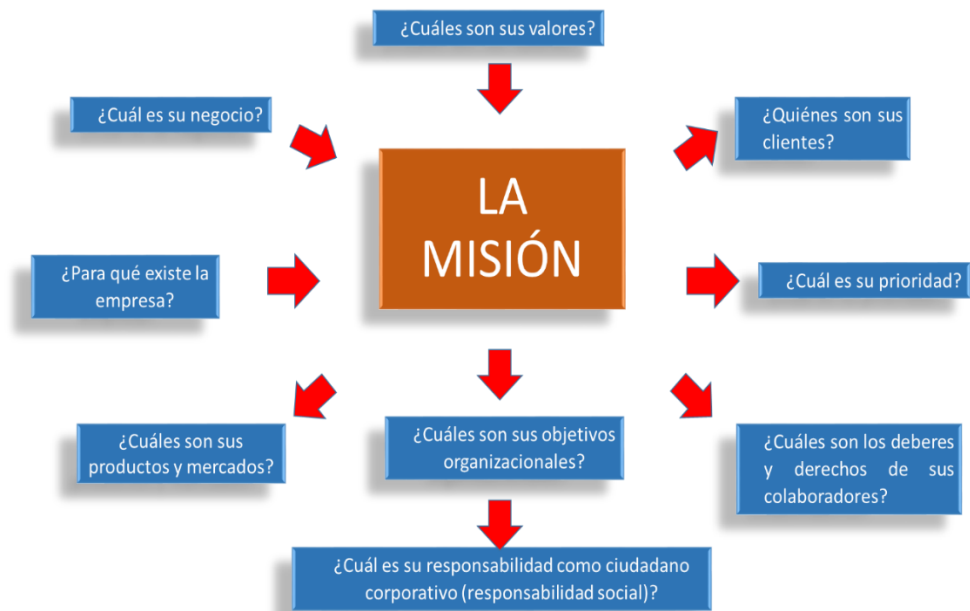 ¿Cuáles son sus valores?
¿Cuál es su negocio?
¿Quiénes son sus
clientes?
LA
MISIÓN
¿Para qué existe la
empresa?
¿Cuál es su prioridad?
¿Cuáles son sus
productos y mercados?
¿Cuáles son sus objetivos
organizacionales?
¿Cuáles son los deberes
y derechos de sus
colaboradores?
¿Cuál es su responsabilidad como ciudadano
corporativo (responsabilidad social)?